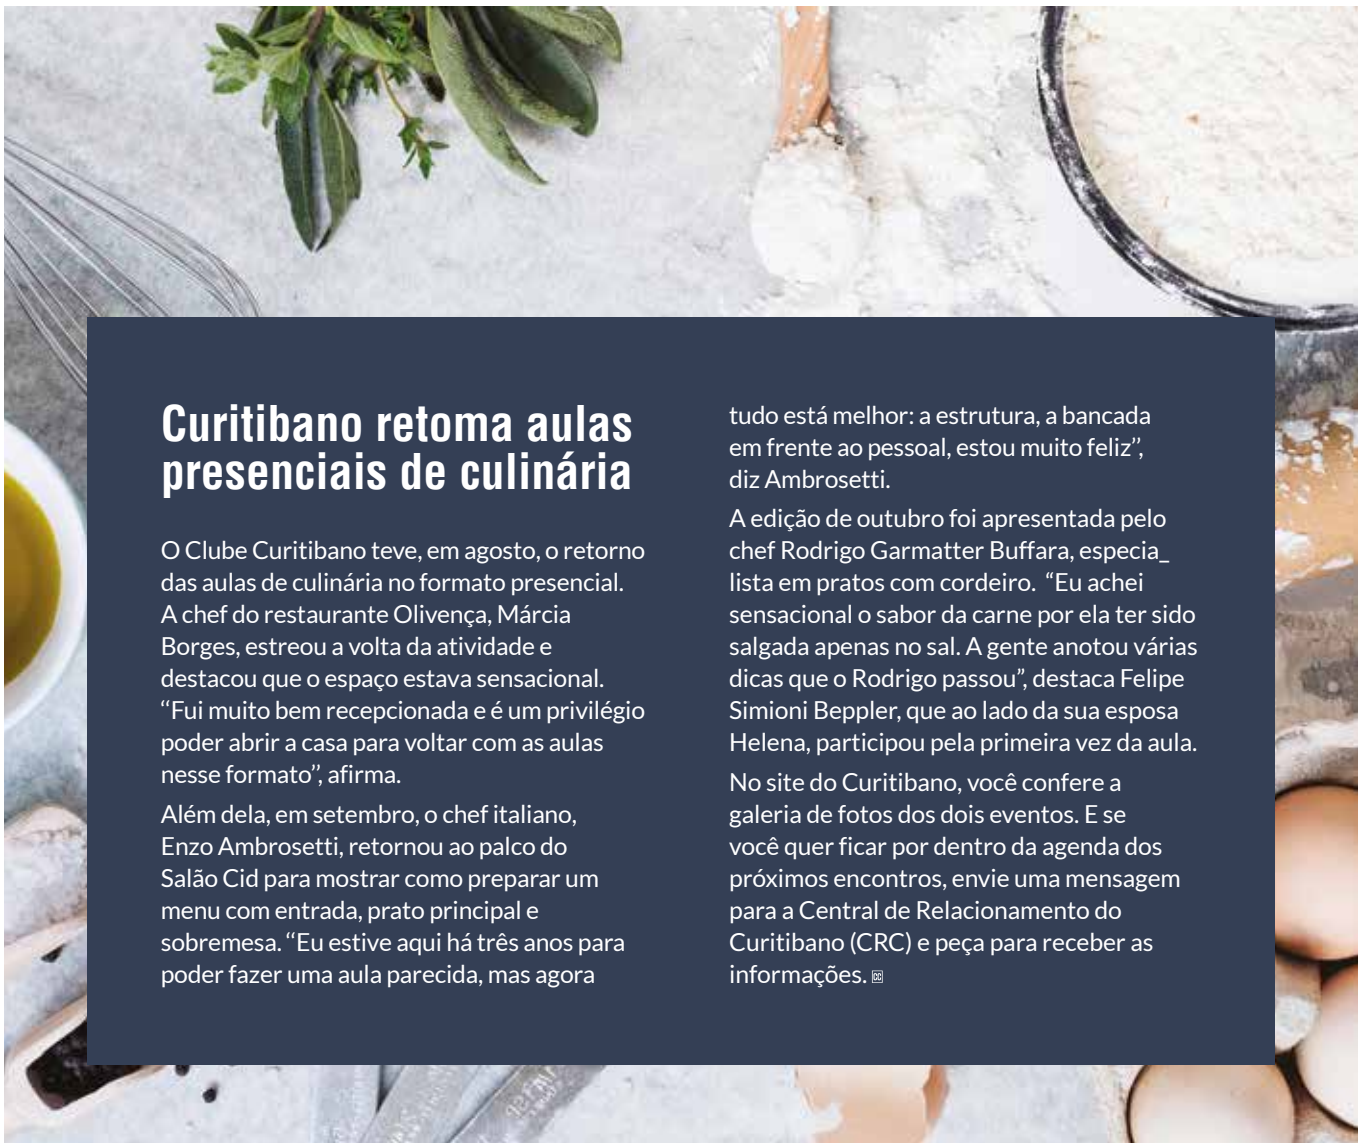 Curitibano retoma aulas
presenciais de culinária
O Clube Curitibano teve, em agosto, o retorno
das aulas de culinária no formato presencial.
A chef do restaurante Olivença, Márcia
Borges, estreou a volta da atividade e
destacou que o espaço estava sensacional.
‘‘Fui muito bem recepcionada e é um privilégio
poder abrir a casa para voltar com as aulas
nesse formato’’, afirma.
Além dela, em setembro, o chef italiano,
Enzo Ambrosetti, retornou ao palco do
Salão Cid para mostrar como preparar um
menu com entrada, prato principal e
sobremesa. ‘‘Eu estive aqui há três anos para
poder fazer uma aula parecida, mas agora
tudo está melhor: a estrutura, a bancada
em frente ao pessoal, estou muito feliz’’,
diz Ambrosetti.
A edição de outubro foi apresentada pelo
chef Rodrigo Garmatter Buffara, especia_
lista em pratos com cordeiro.  “Eu achei
sensacional o sabor da carne por ela ter sido
salgada apenas no sal. A gente anotou várias
dicas que o Rodrigo passou”, destaca Felipe
Simioni Beppler, que ao lado da sua esposa
Helena, participou pela primeira vez da aula.
No site do Curitibano, você confere a
galeria de fotos dos dois eventos. E se
você quer ficar por dentro da agenda dos
próximos encontros, envie uma mensagem
para a Central de Relacionamento do
Curitibano (CRC) e peça para receber as
informações.